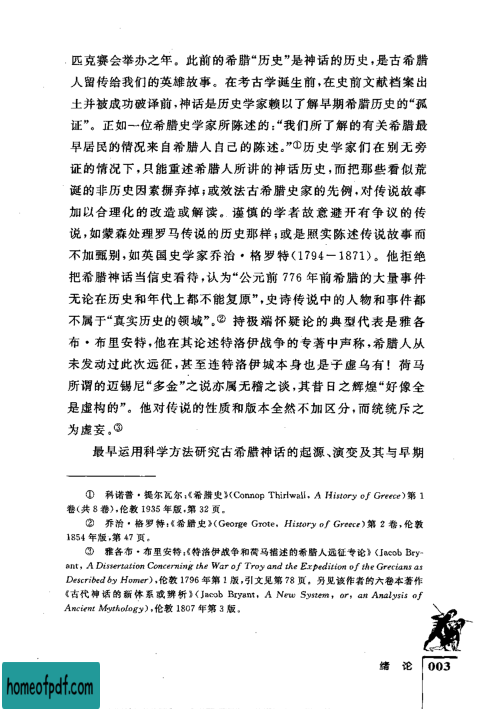 匹克赛会举办之年。此前的希腊“历史”是神话的历史,是古希腊
人留传给我们的英雄故事。在考古学诞生前,在史前文献档案出
土并被成功破译前,神话是历史学家赖以了解早期希腊历史的“孤
证”。正如一位希腊史学家所陈述的:“我们所了解的有关希腊最
早居民的情况来自希腊人自己的陈述。”①历史学家们在别无旁
证的情况下,只能重述希腊人所讲的神话历史,而把那些看似荒
诞的非历史因素摒弃掉;或效法古希腊史家的先例,对传说故事
加以合理化的改造或解读。谨慎的学者故意避开有争议的传
说,如蒙森处理罗马传说的历史那样;或是照实陈述传说故事而
不加甄别,如英国史学家乔治·格罗特(1794-1871)。他拒绝
把希腊神话当信史看待,认为“公元前 776 年前希腊的大量事件
无论在历史和年代上都不能复原”,史诗传说中的人物和事件都
不属于“真实历史的领域”。② 持极端怀疑论的典型代表是雅各
布·布里安特,他在其论述特洛伊战争的专著中声称,希腊人从
未发动过此次远征,甚至连特洛伊城本身也是子虚乌有! 荷马
所谓的迈锡尼“多金”之说亦属无稽之谈,其昔日之辉煌“好像全
是虚构的”。他对传说的性质和版本全然不加区分,而统统斥之
为虚妄。③
最早运用科学方法研究古希腊神话的起源、演变及其与早期
① 科诺普·提尔瓦尔:《希腊史》(Connop Thirlwall, A History of Greece)第 1
卷(共 8 卷),伦敦 1935 年版,第 32 页。
② 乔治·格罗特:《希腊史》(George Grote, History of Greece)第 2 卷,伦敦
1854 年版,第 47 页。
③ 雅各布·布里安特:《特洛伊战争和荷马描述的希腊人远征专论》(Jacob Bry-
ant, A Dissertation Concerning the War of Troy and the Expedition of the Grecians as
Described by Homer),伦敦 1796 年第 1 版,引文见第 78 页。另见该作者的六卷本著作
《古代神话的新体系或辨析》(Jacob Bryant, A New System, or, an Analysis of
Ancient Mythology),伦敦 1807 年第 3 版。
绪 论 003
homeofpdf.com